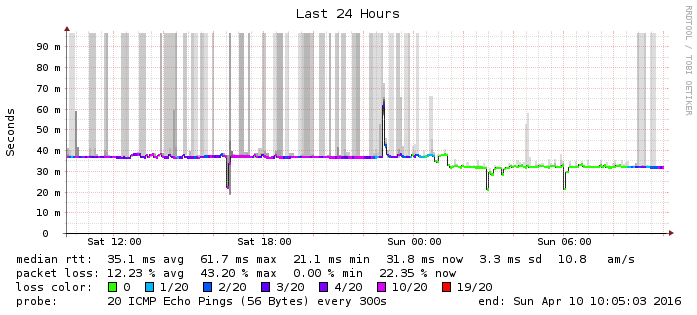 Last 24 Hours
RRDTOOL / TOBI OETIKER
Seconds
90 m
80 m
70 m
60 m
50 m
40 m
30 m
20 m
10 m
0
Sat 12:00 Sat 18:00 Sun 00:00 Sun 06:00
median rtt: 35.1 ms avg 61.7 ms max 21.1 ms min 31.8 ms now 3.3 ms sd 10.8 am/s
packet loss: 12.23 % avg 43.20 % max 0.00 % min 22.35 % now
loss color: 0 1/20 2/20 3/20 4/20 10/20 19/20
probe: 20 ICMP Echo Pings (56 Bytes) every 300s end: Sun Apr 10 10:05:03 2016